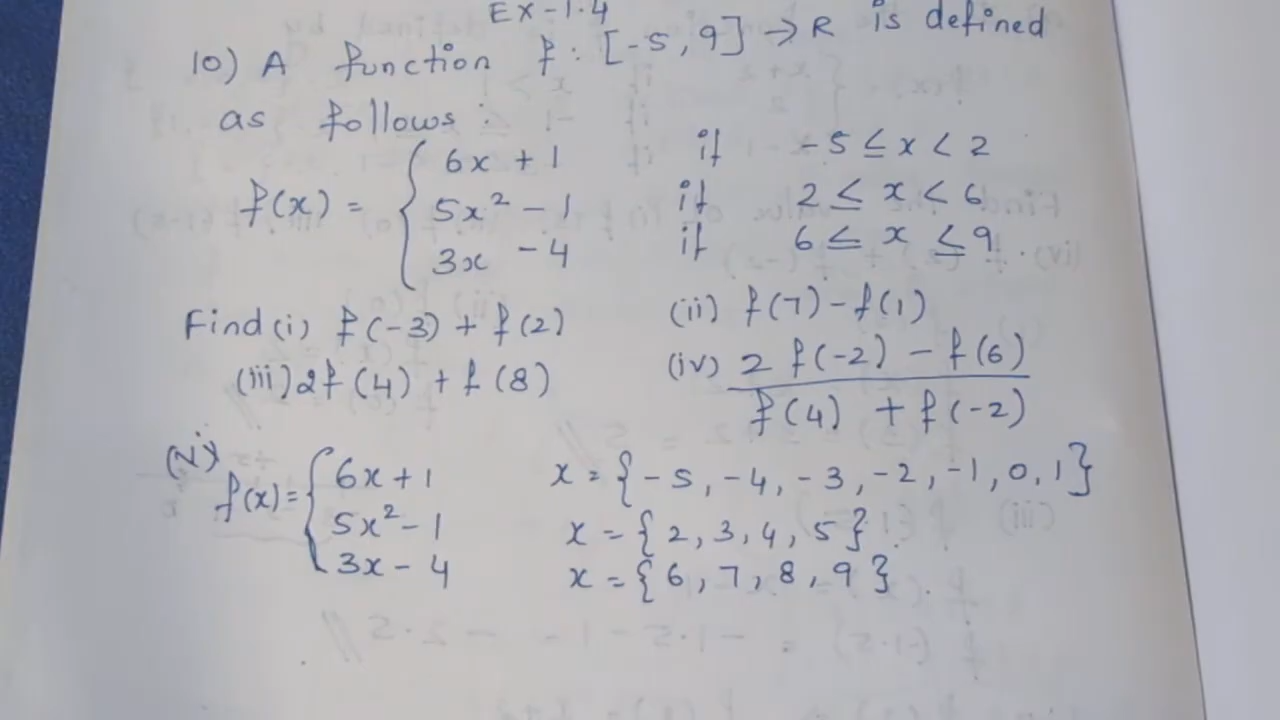 Ex-1.4
10) A function f : [-5, 9] → R is defined
as follows :
f(x) = { 6x + 1 if -5 ≤ x < 2
5x² - 1 if 2 ≤ x < 6
3x - 4 if 6 ≤ x ≤ 9
Find (i) f(-3) + f(2) (ii) f(7) - f(1)
(iii) 2f(4) + f(8) (iv) 2f(-2) - f(6)
f(4) + f(-2)
f(x) = { 6x + 1 x = {-5, -4, -3, -2, -1, 0, 1}
5x² - 1 x = {2, 3, 4, 5}
3x - 4 x = {6, 7, 8, 9}